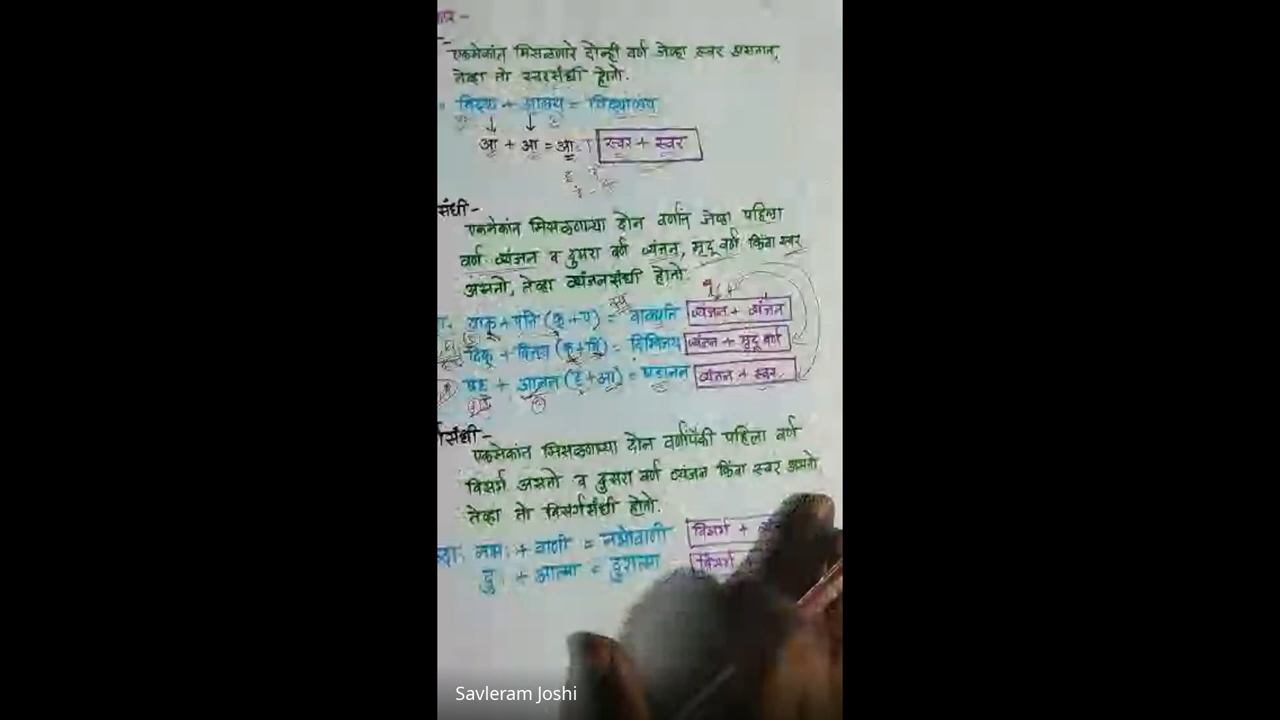 एकमेकांत मिसळणारे दोन्ही वर्ण जेव्हा स्वर असतात,
तेव्हा तो स्वरसंधी होतो.
विद्या + आलय = विद्यालय
आ + आ = आ. स्वर + स्वर
संधी -
एकमेकांत मिसळणाऱ्या दोन वर्णांत जेव्हा पहिला
वर्ण व्यंजन व दुसरा वर्ण व्यंजन, मृदू वर्ण किंवा स्वर
असतो, तेव्हा व्यंजनसंधी होतो.
वाक् + पति (क् + प) = वाक्पति व्यंजन + व्यंजन
दिक् + विजय = दिग्विजय व्यंजन + मृदू वर्ण
+ आनन + आ) = षडानन व्यंजन + स्वर
संधी -
एकमेकांत मिसळणाऱ्या दोन वर्णांपैकी पहिला वर्ण
विसर्ग असतो व दुसरा वर्ण व्यंजन किंवा स्वर असतो
तेव्हा तो विसर्गसंधी होतो.
नमः + वाणी = विसर्ग +
दुः + आत्मा = दुरात्मा विसर्ग
Savleram Joshi